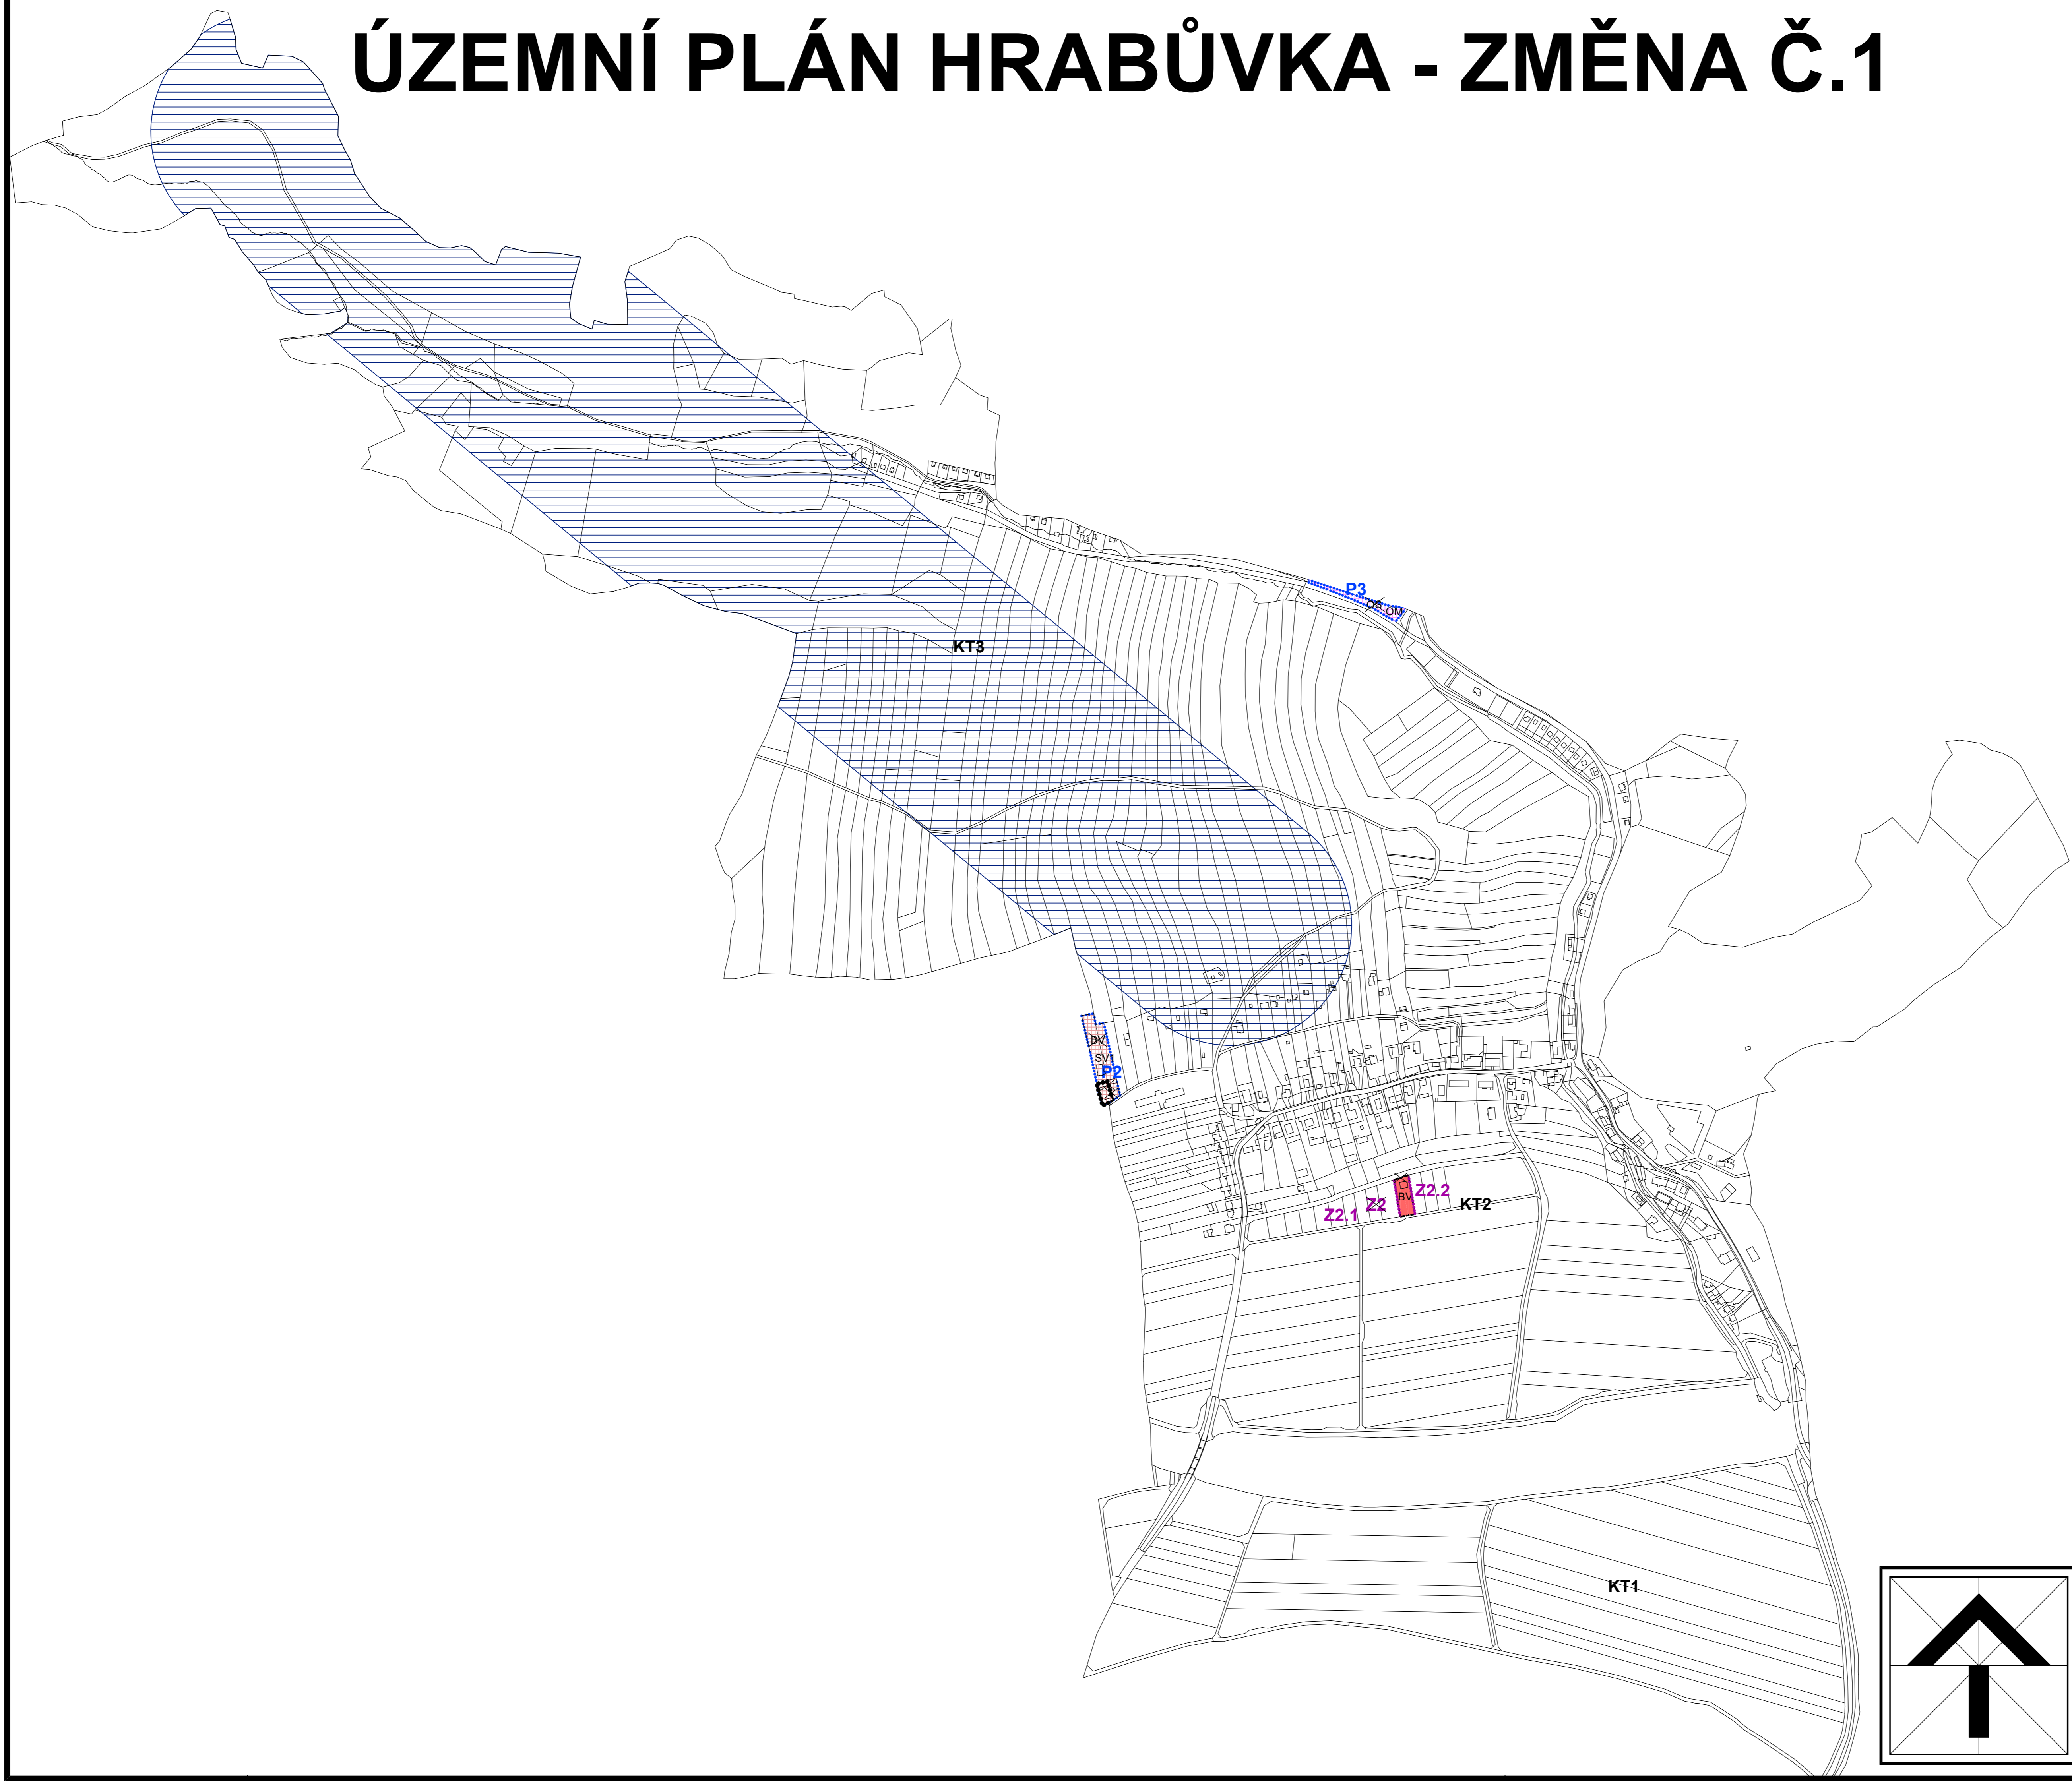 ÚZEMNÍ PLÁN HRABŮVKA - ZMĚNA Č.1
P3
OS OM
KT3
BV
SV
P2
BV
Z2.2
Z2
Z2.1
KT2
KT1